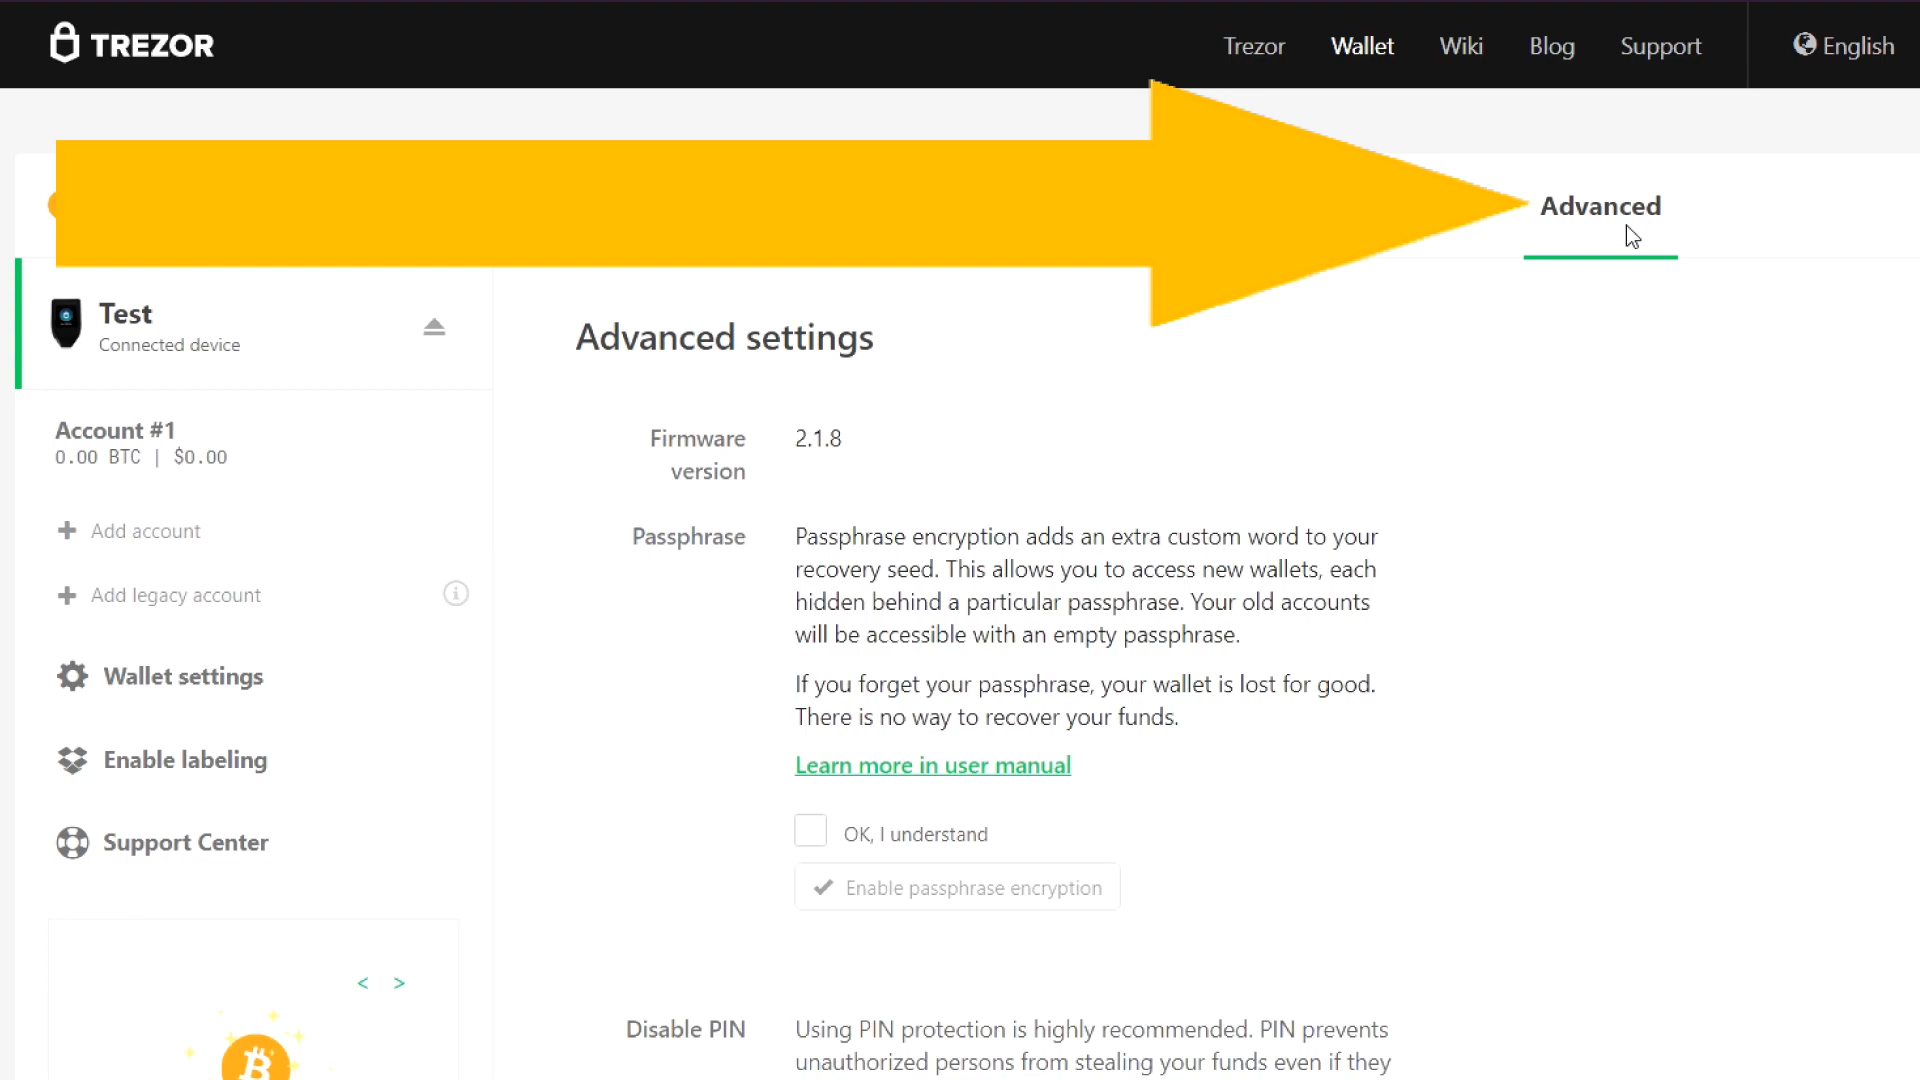 TREZOR
Trezor
Wallet
Wiki
Blog
Support
English
Advanced
Test
Connected device
Account #1
0.00 BTC | $0.00
Add account
Add legacy account
Wallet settings
Enable labeling
Support Center
Advanced settings
Firmware
version
2.1.8
Passphrase
Passphrase encryption adds an extra custom word to your
recovery seed. This allows you to access new wallets, each
hidden behind a particular passphrase. Your old accounts
will be accessible with an empty passphrase.
If you forget your passphrase, your wallet is lost for good.
There is no way to recover your funds.
Learn more in user manual
OK, I understand
Enable passphrase encryption
Disable PIN
Using PIN protection is highly recommended. PIN prevents
unauthorized persons from stealing your funds even if they